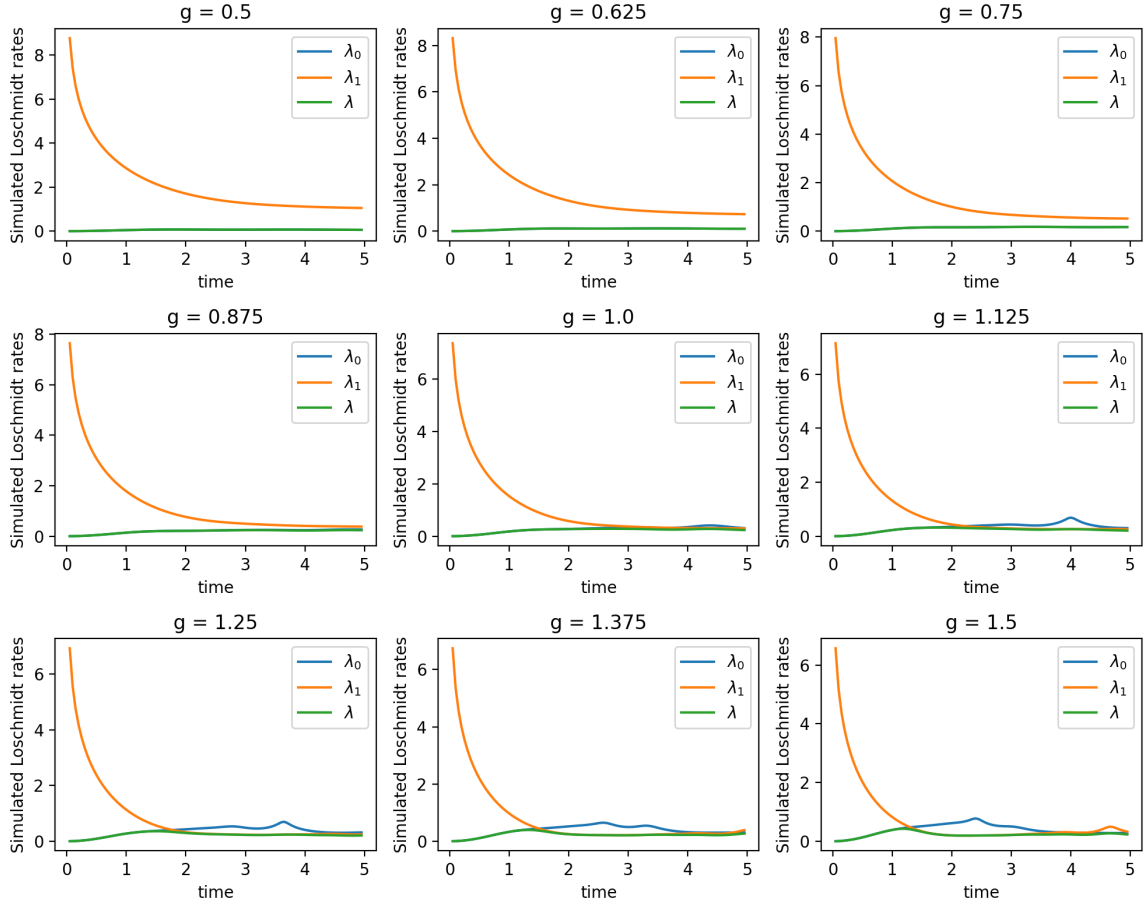 g = 0.5
Simulated Loschmidt rates
8
6
4
2
0
λ₀
λ₁
λ
0 1 2 3 4 5
time
g = 0.625
Simulated Loschmidt rates
8
6
4
2
0
λ₀
λ₁
λ
0 1 2 3 4 5
time
g = 0.75
Simulated Loschmidt rates
8
6
4
2
0
λ₀
λ₁
λ
0 1 2 3 4 5
time
g = 0.875
Simulated Loschmidt rates
8
6
4
2
0
λ₀
λ₁
λ
0 1 2 3 4 5
time
g = 1.0
Simulated Loschmidt rates
6
4
2
0
λ₀
λ₁
λ
0 1 2 3 4 5
time
g = 1.125
Simulated Loschmidt rates
6
4
2
0
λ₀
λ₁
λ
0 1 2 3 4 5
time
g = 1.25
Simulated Loschmidt rates
6
4
2
0
λ₀
λ₁
λ
0 1 2 3 4 5
time
g = 1.375
Simulated Loschmidt rates
6
4
2
0
λ₀
λ₁
λ
0 1 2 3 4 5
time
g = 1.5
Simulated Loschmidt rates
6
4
2
0
λ₀
λ₁
λ
0 1 2 3 4 5
time